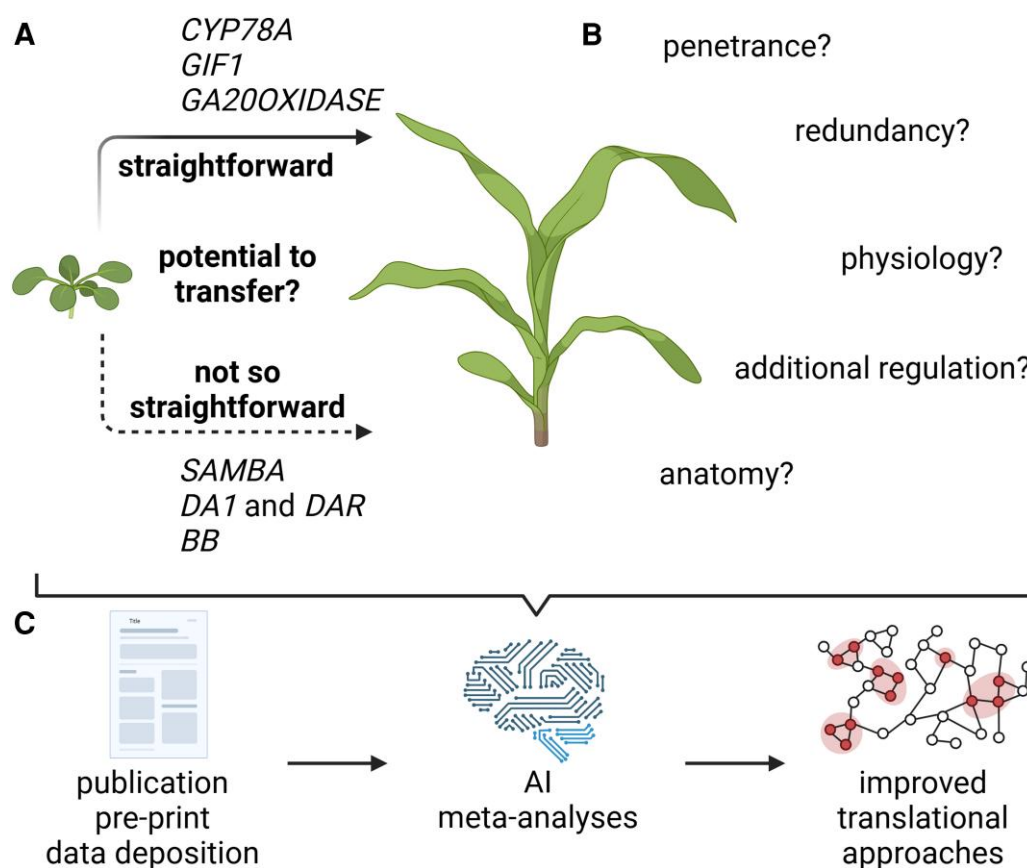 A
CYP78A
GIF1
GA20OXIDASE
straightforward
potential to
transfer?
not so
straightforward
SAMBA
DA1 and DAR
BB
B
penetrance?
redundancy?
physiology?
additional regulation?
anatomy?
C
Title
publication
pre-print
data deposition
AI
meta-analyses
improved
translational
approaches